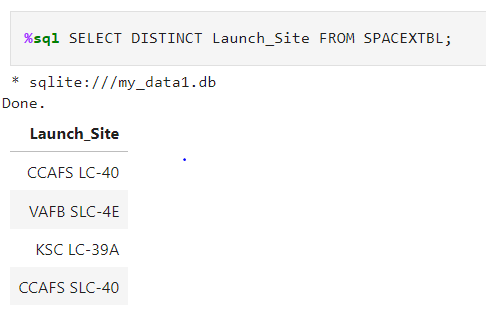 %sql SELECT DISTINCT Launch_Site FROM SPACEXTBL;
* sqlite:///my_data1.db
Done.
Launch_Site
CCAFS LC-40
VAFB SLC-4E
KSC LC-39A
CCAFS SLC-40